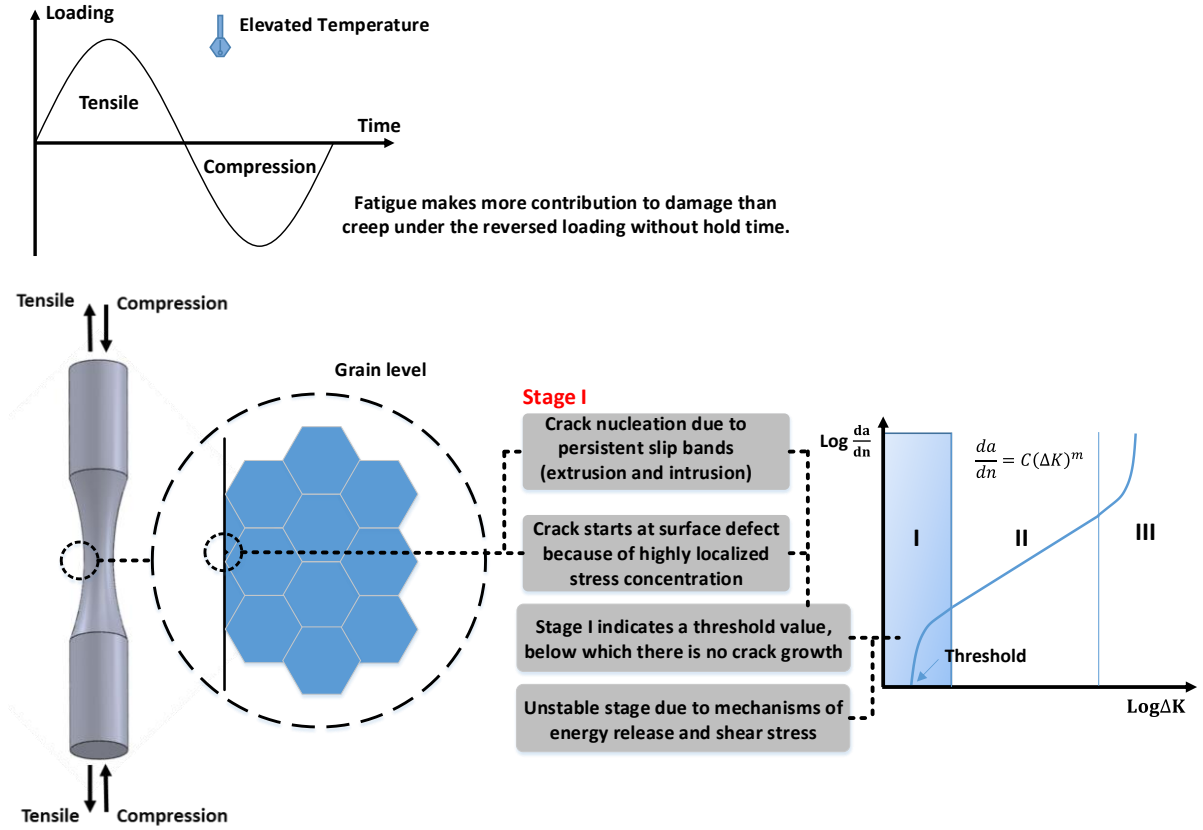 Loading
Elevated Temperature
Tensile
Time
Compression
Fatigue makes more contribution to damage than
creep under the reversed loading without hold time.
Tensile
Compression
Grain level
Stage I
Crack nucleation due to
persistent slip bands
(extrusion and intrusion)
Crack starts at surface defect
because of highly localized
stress concentration
Stage I indicates a threshold value,
below which there is no crack growth
Unstable stage due to mechanisms of
energy release and shear stress
Log da/dn
da/dn = C(ΔK)^m
I
II
III
Threshold
LogΔK
Tensile
Compression